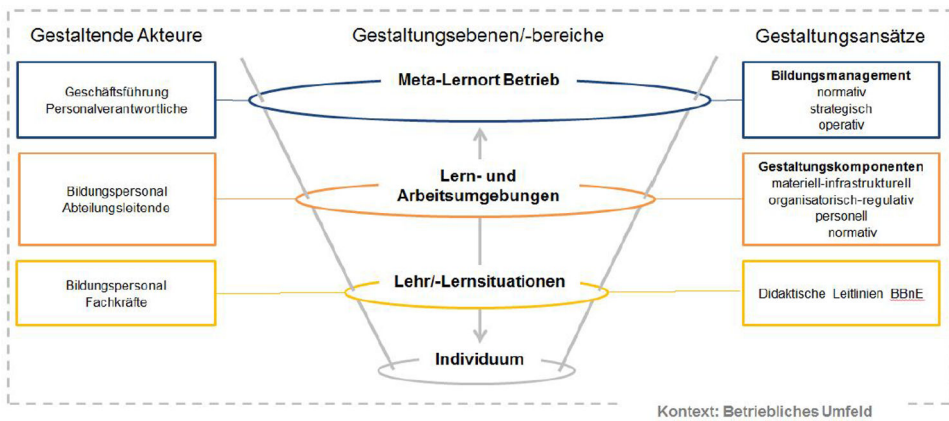 Gestaltende Akteure
Gestaltungsebenen/-bereiche
Gestaltungsansätze
Geschäftsführung
Personalverantwortliche
Meta-Lernort Betrieb
Bildungsmanagement
normativ
strategisch
operativ
Bildungspersonal
Abteilungsleitende
Lern- und
Arbeitsumgebungen
Gestaltungskomponenten
materiell-infrastrukturell
organisatorisch-regulativ
personell
normativ
Bildungspersonal
Fachkräfte
Lehr/-Lernsituationen
Didaktische Leitlinien BBnE
Individuum
Kontext: Betriebliches Umfeld